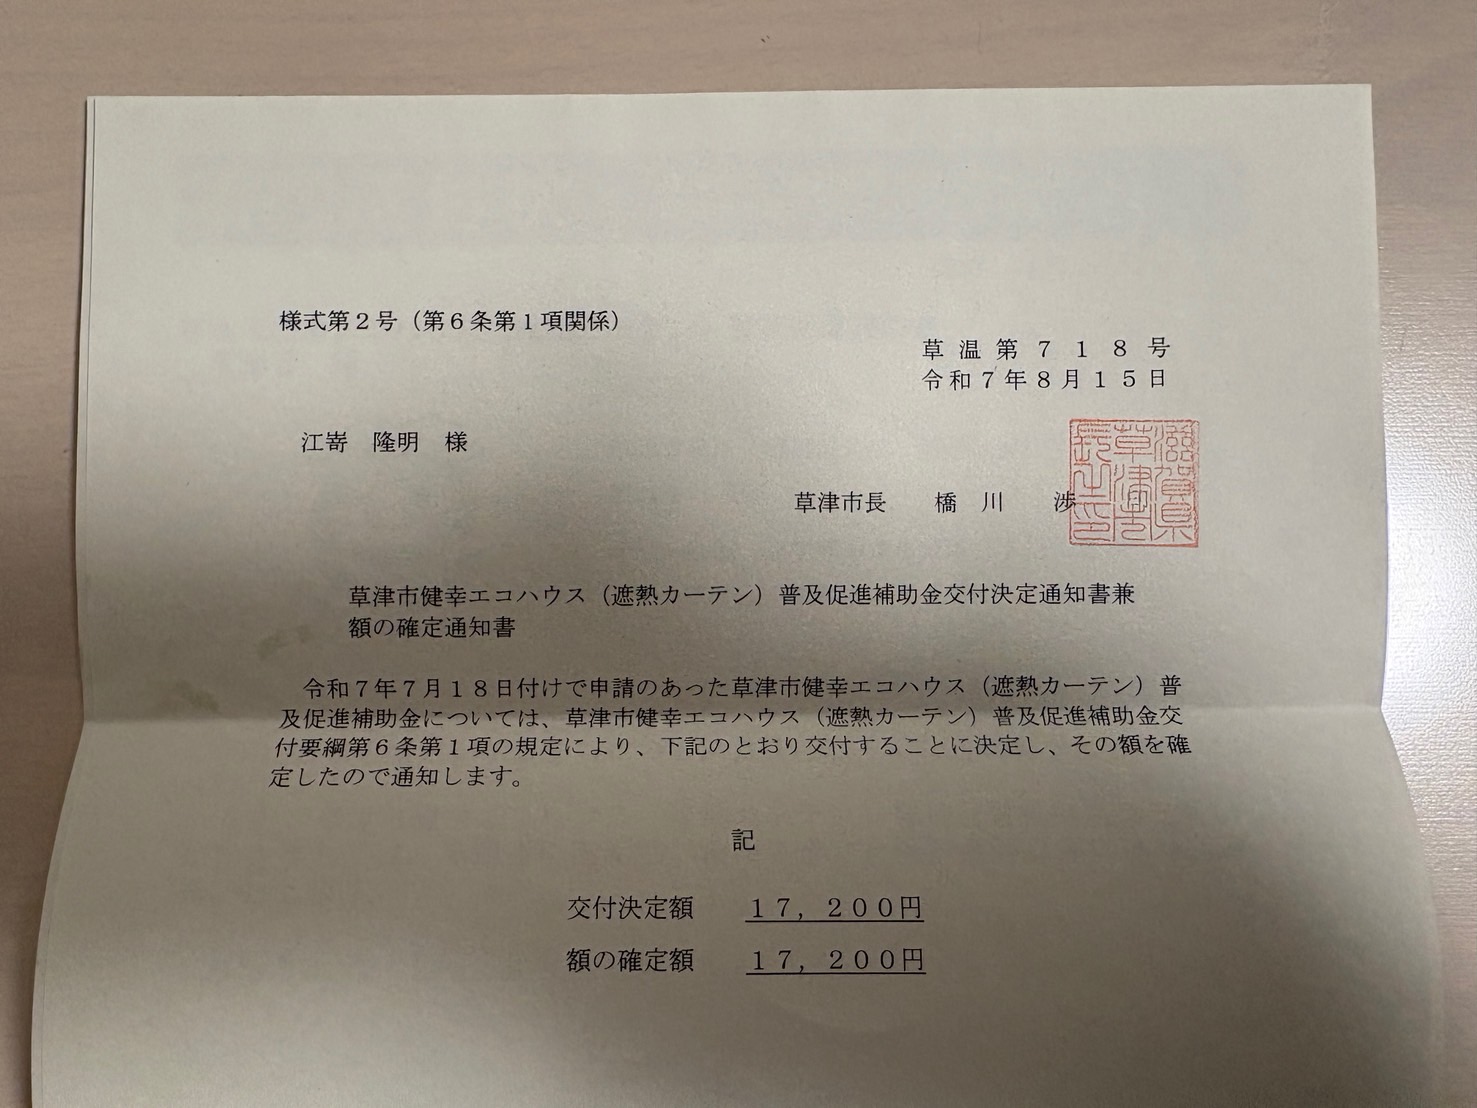 様式第２号（第６条第１項関係）
草温第７１８号
令和７年８月１５日
江嵜　隆明　様
草津市長　　橋　川　　渉
滋賀県草津市長之印
草津市健幸エコハウス（遮熱カーテン）普及促進補助金交付決定通知書兼
額の確定通知書
令和７年７月１８日付けで申請のあった草津市健幸エコハウス（遮熱カーテン）普
及促進補助金については、草津市健幸エコハウス（遮熱カーテン）普及促進補助金交
付要綱第６条第１項の規定により、下記のとおり交付することに決定し、その額を確
定したので通知します。
記
交付決定額　　１７，２００円
額の確定額　　１７，２００円